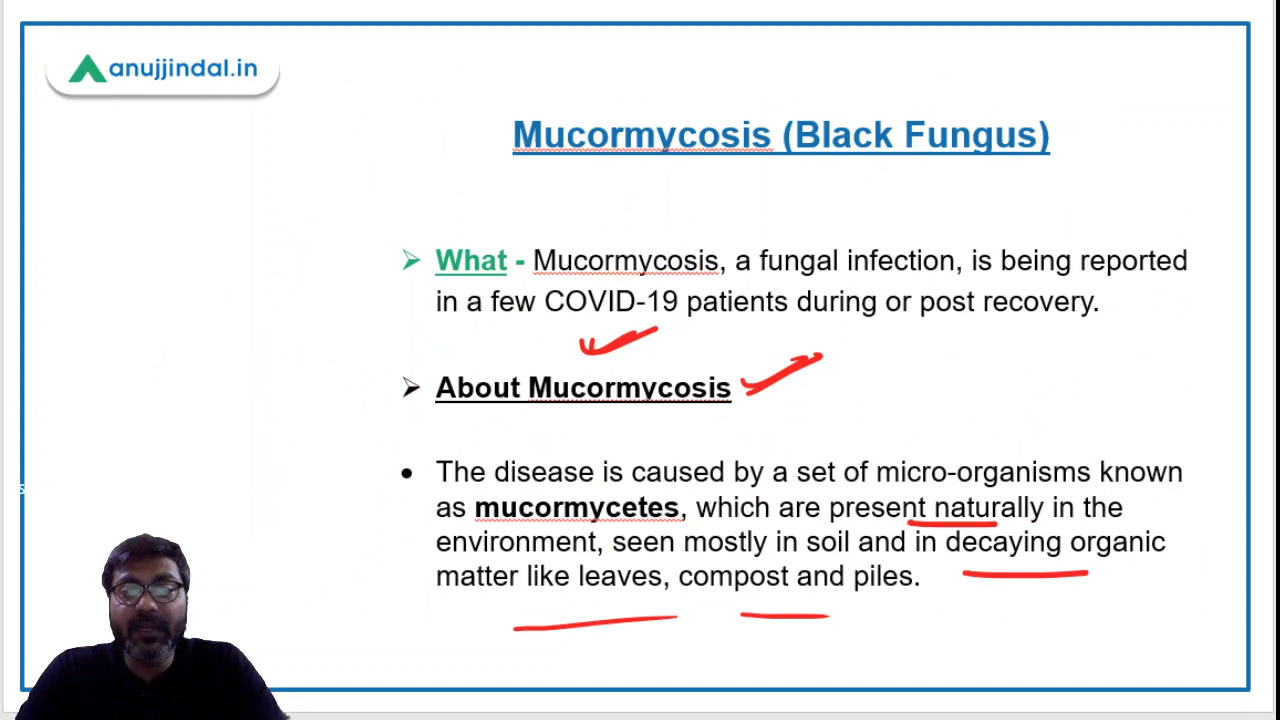 anujjindal.in
Mucormycosis (Black Fungus)
What - Mucormycosis, a fungal infection, is being reported
in a few COVID-19 patients during or post recovery.
About Mucormycosis
The disease is caused by a set of micro-organisms known
as mucormycetes, which are present naturally in the
environment, seen mostly in soil and in decaying organic
matter like leaves, compost and piles.
s